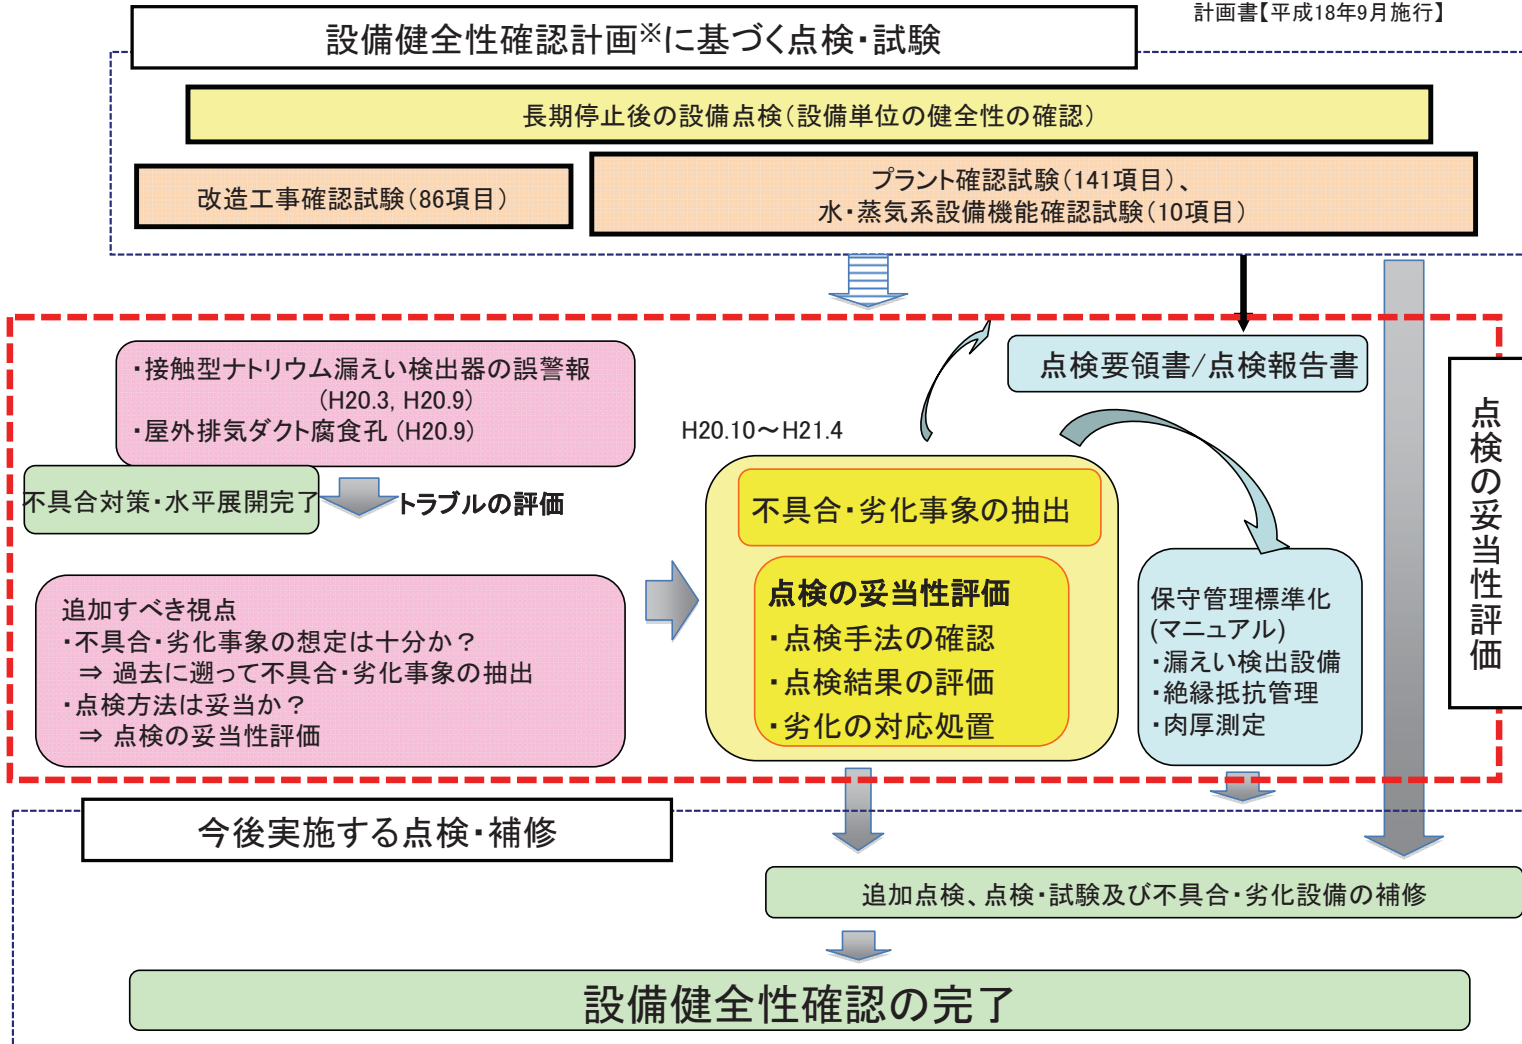 計画書【平成18年9月施行】
設備健全性確認計画※に基づく点検・試験
長期停止後の設備点検（設備単位の健全性の確認）
改造工事確認試験（86項目）
プラント確認試験（141項目）、
水・蒸気系設備機能確認試験（10項目）
・接触型ナトリウム漏えい検出器の誤警報
(H20.3, H20.9)
・屋外排気ダクト腐食孔 (H20.9)
不具合対策・水平展開完了
トラブルの評価
追加すべき視点
・不具合・劣化事象の想定は十分か？
⇒ 過去に遡って不具合・劣化事象の抽出
・点検方法は妥当か？
⇒ 点検の妥当性評価
H20.10～H21.4
不具合・劣化事象の抽出
点検の妥当性評価
・点検手法の確認
・点検結果の評価
・劣化の対応処置
点検要領書/点検報告書
保守管理標準化
(マニュアル)
・漏えい検出設備
・絶縁抵抗管理
・肉厚測定
点検の妥当性評価
今後実施する点検・補修
追加点検、点検・試験及び不具合・劣化設備の補修
設備健全性確認の完了